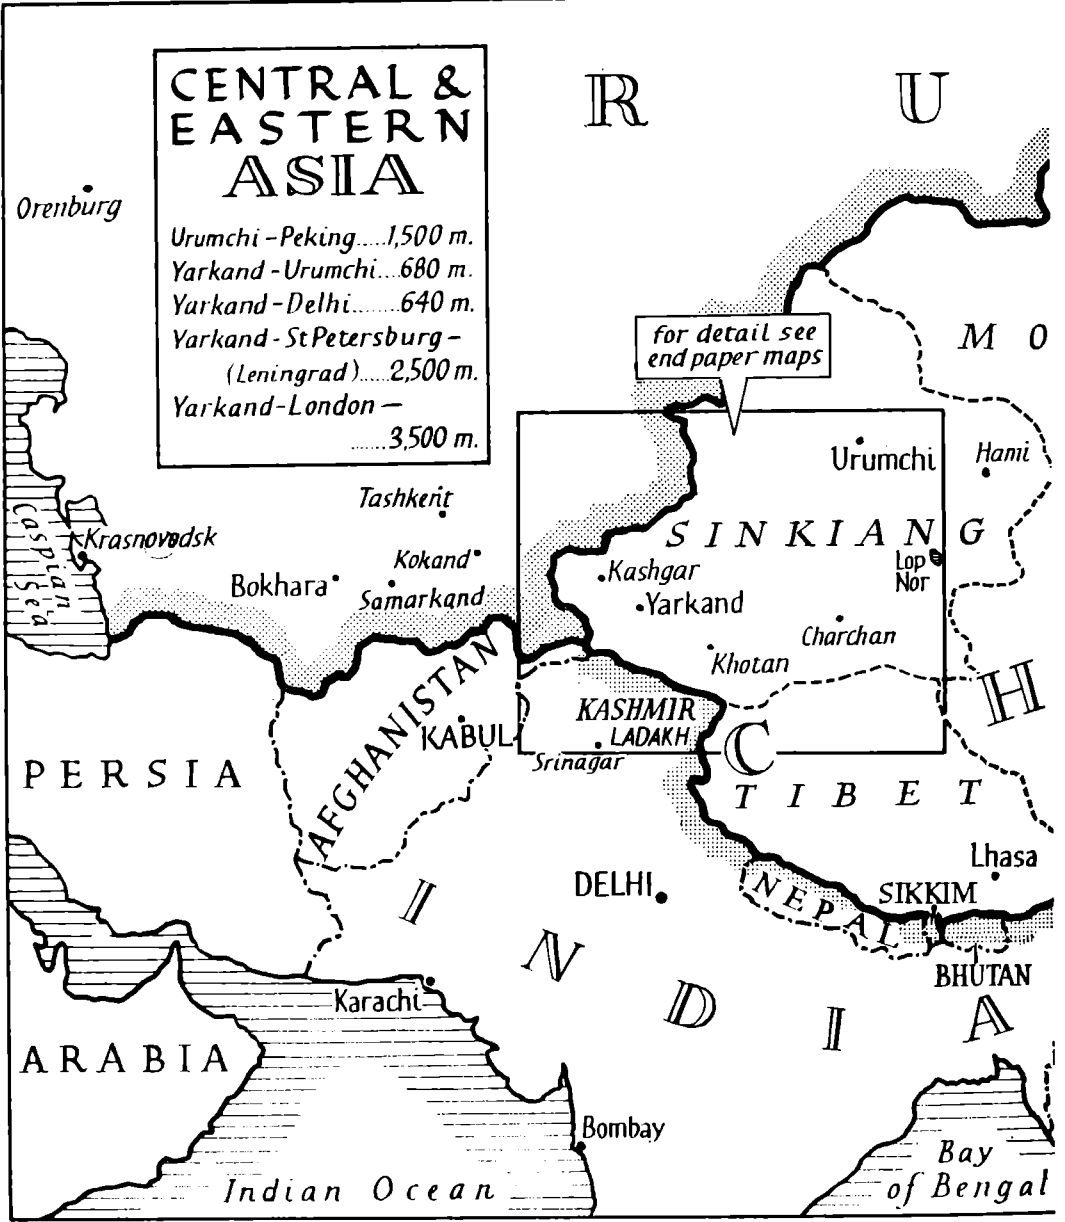 CENTRAL &
EASTERN
ASIA
Urumchi - Peking.....1,500 m.
Yarkand - Urumchi...680 m.
Yarkand - Delhi.......640 m.
Yarkand - St Petersburg -
(Leningrad).....2,500 m.
Yarkand-London —
.......3,500 m.
R U
Orenburg
M O
for detail see
end paper maps
Urumchi
Hami
Tashkent
SINKIANG
Caspian
Sea
Krasnovodsk
Kokand
Lop
Nor
Bokhara
Samarkand
Kashgar
Yarkand
Charchan
Khotan
C H
AFGHANISTAN
KASHMIR
LADAKH
KABUL
Srinagar
PERSIA
TIBET
Lhasa
DELHI
NEPAL
SIKKIM
BHUTAN
INDIA
Karachi
ARABIA
Bombay
Indian Ocean
Bay
of Bengal